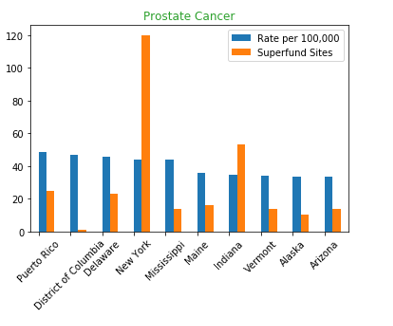 Prostate Cancer
Rate per 100,000
Superfund Sites
120
100
80
60
40
20
0
Puerto Rico
District of Columbia
Delaware
New York
Mississippi
Maine
Indiana
Vermont
Alaska
Arizona